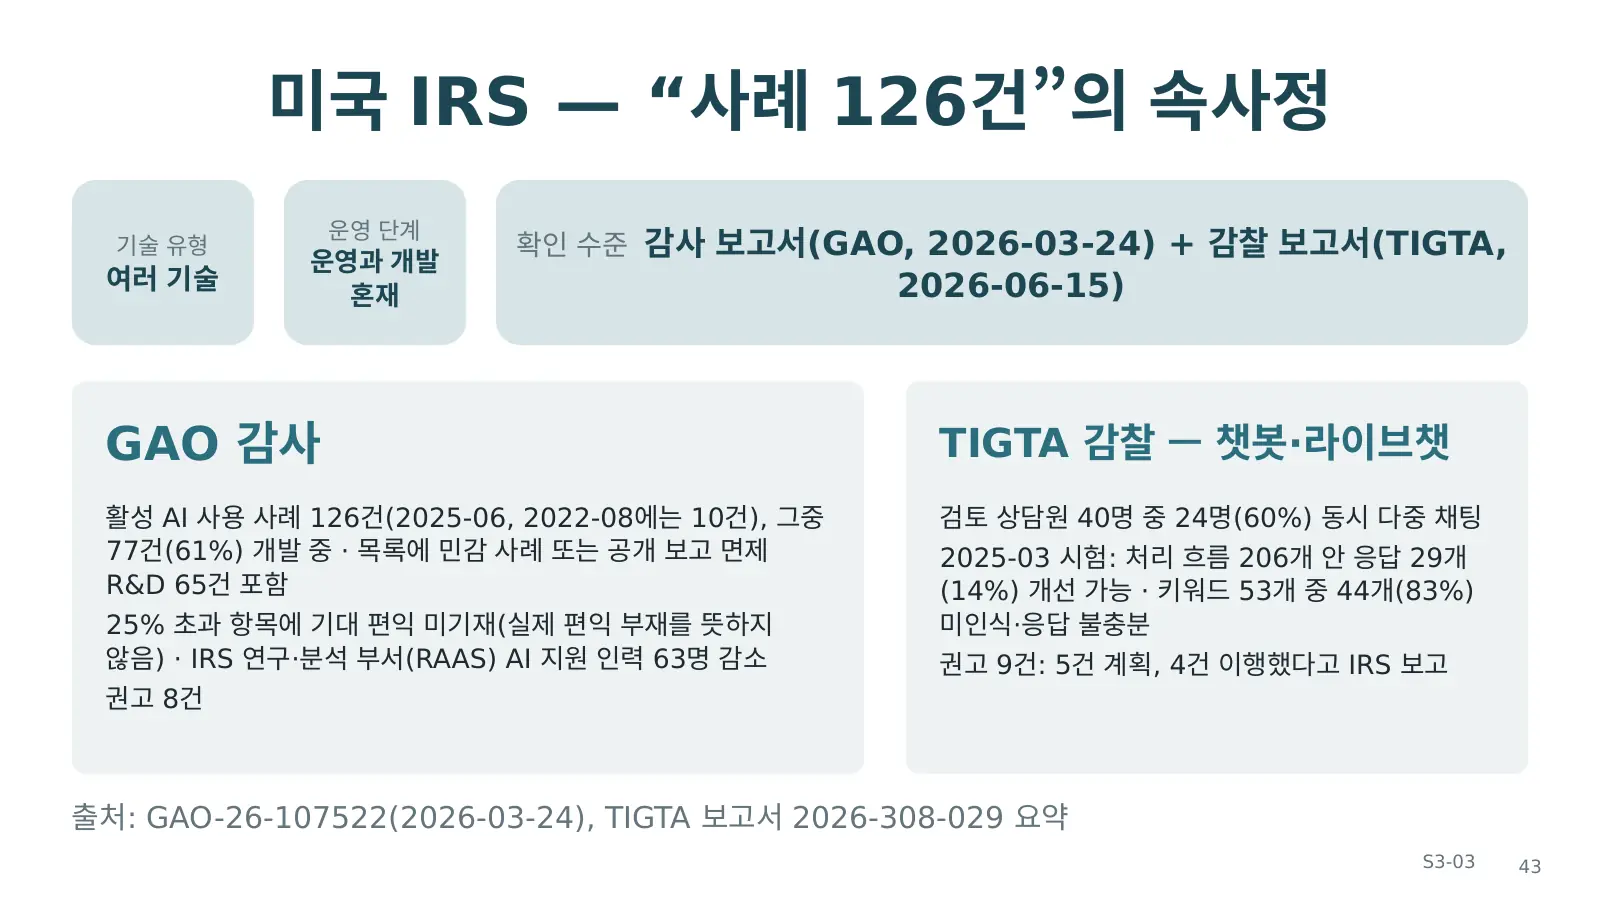 미국 IRS — “사례 126건”의 속사정
기술 유형
여러 기술
운영 단계
운영과 개발
혼재
확인 수준 감사 보고서(GAO, 2026-03-24) + 감찰 보고서(TIGTA,
2026-06-15)
GAO 감사
활성 AI 사용 사례 126건(2025-06, 2022-08에는 10건), 그중
77건(61%) 개발 중 · 목록에 민감 사례 또는 공개 보고 면제
R&D 65건 포함
25% 초과 항목에 기대 편익 미기재(실제 편익 부재를 뜻하지
않음) · IRS 연구·분석 부서(RAAS) AI 지원 인력 63명 감소
권고 8건
TIGTA 감찰 — 챗봇·라이브챗
검토 상담원 40명 중 24명(60%) 동시 다중 채팅
2025-03 시험: 처리 흐름 206개 안 응답 29개
(14%) 개선 가능 · 키워드 53개 중 44개(83%)
미인식·응답 불충분
권고 9건: 5건 계획, 4건 이행했다고 IRS 보고
출처: GAO-26-107522(2026-03-24), TIGTA 보고서 2026-308-029 요약
S3-03
43